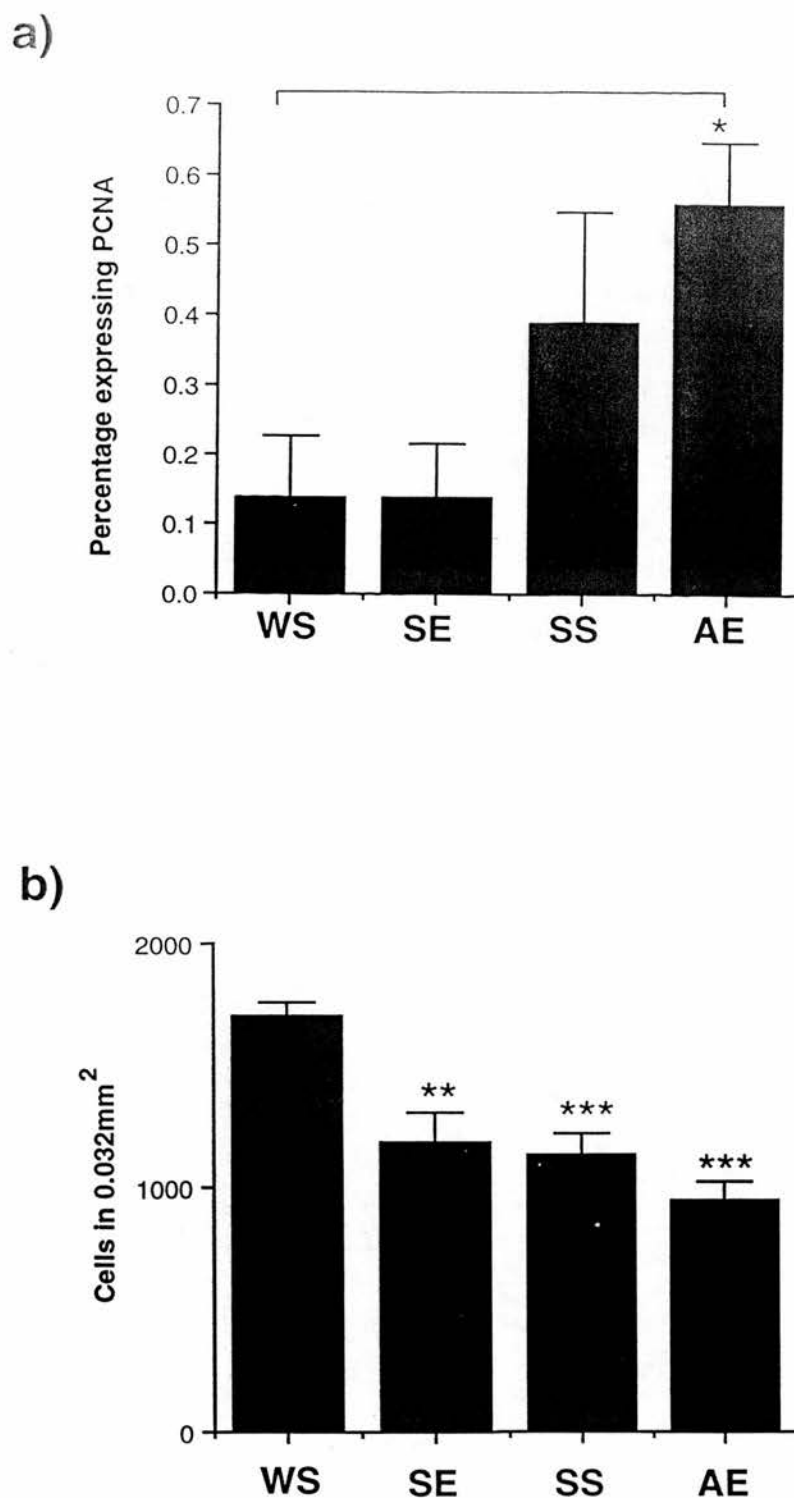 a)
Percentage expressing PCNA
0.7
0.6
0.5
0.4
0.3
0.2
0.1
0.0
*
WS SE SS AE
b)
Cells in 0.032mm²
2000
1000
0
** *** ***
WS SE SS AE